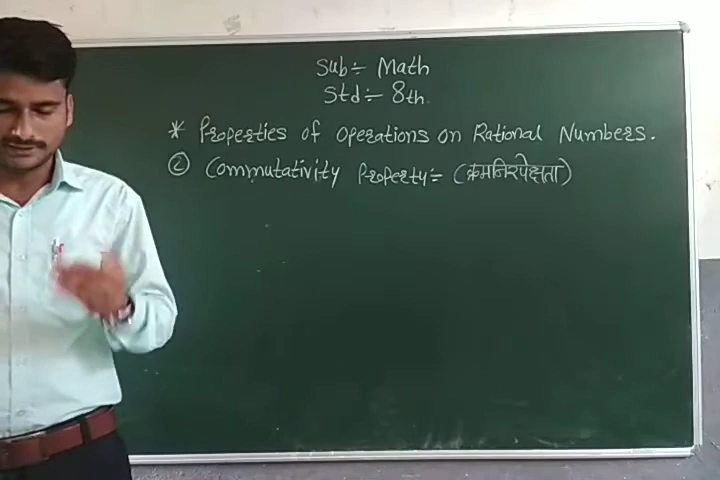 Sub÷ Math
Std÷ 8th.
* Properties of Operations on Rational Numbers.
② Commutativity Property÷ (क्रमनिरपेक्षता)